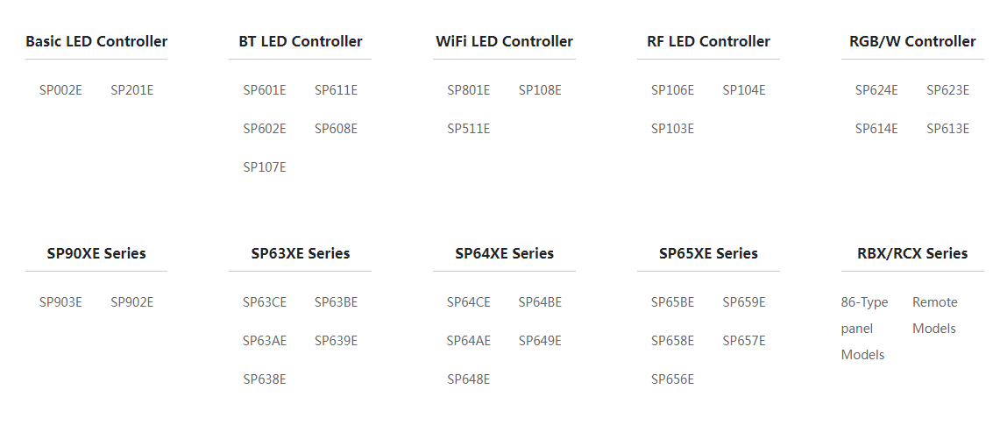 Basic LED Controller
SP002E SP201E
BT LED Controller
SP601E SP611E
SP602E SP608E
SP107E
WiFi LED Controller
SP801E SP108E
SP511E
RF LED Controller
SP106E SP104E
SP103E
RGB/W Controller
SP624E SP623E
SP614E SP613E
SP90XE Series
SP903E SP902E
SP63XE Series
SP63CE SP63BE
SP63AE SP639E
SP638E
SP64XE Series
SP64CE SP64BE
SP64AE SP649E
SP648E
SP65XE Series
SP65BE SP659E
SP658E SP657E
SP656E
RBX/RCX Series
86-Type
panel
Models
Remote
Models